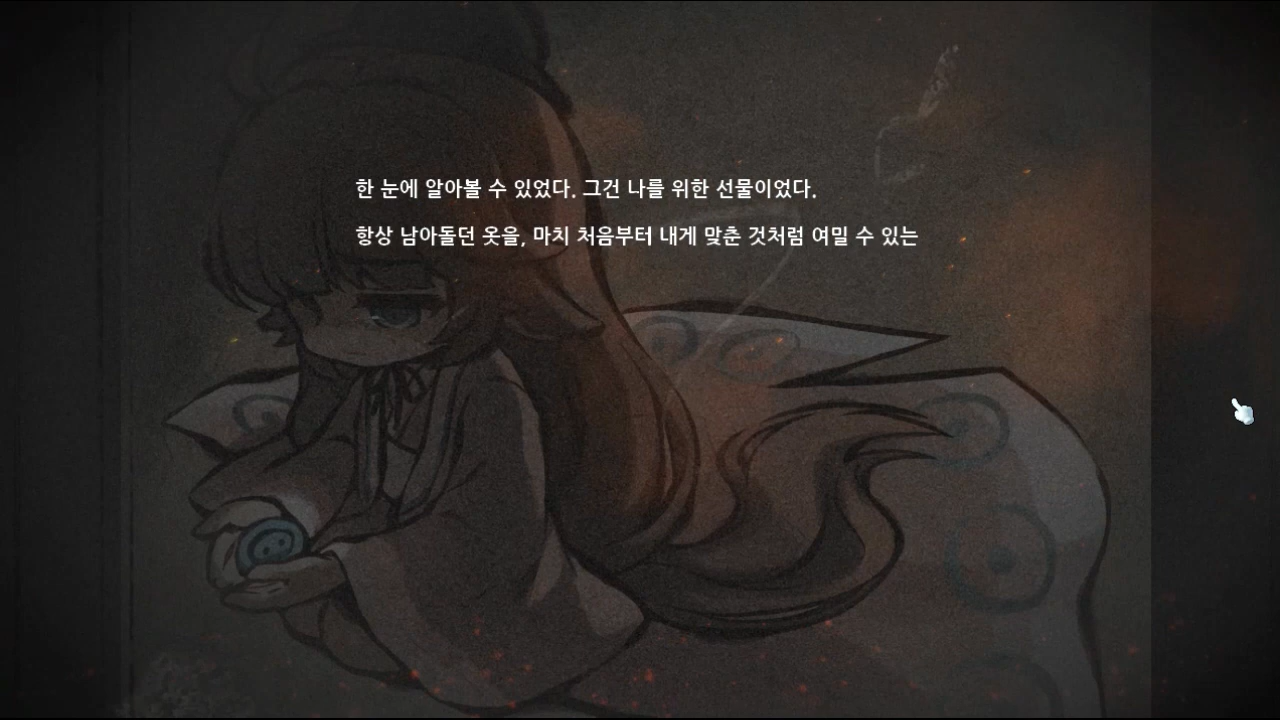 한 눈에 알아볼 수 있었다. 그건 나를 위한 선물이었다.
항상 남아돌던 옷을, 마치 처음부터 내게 맞춘 것처럼 여밀 수 있는